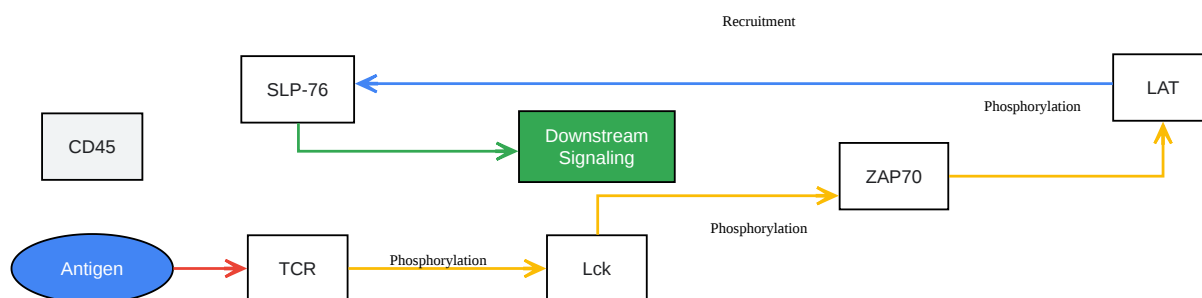 Recruitment
SLP-76
LAT
Phosphorylation
CD45
Downstream
Signaling
ZAP70
Phosphorylation
Antigen
TCR
Phosphorylation
Lck